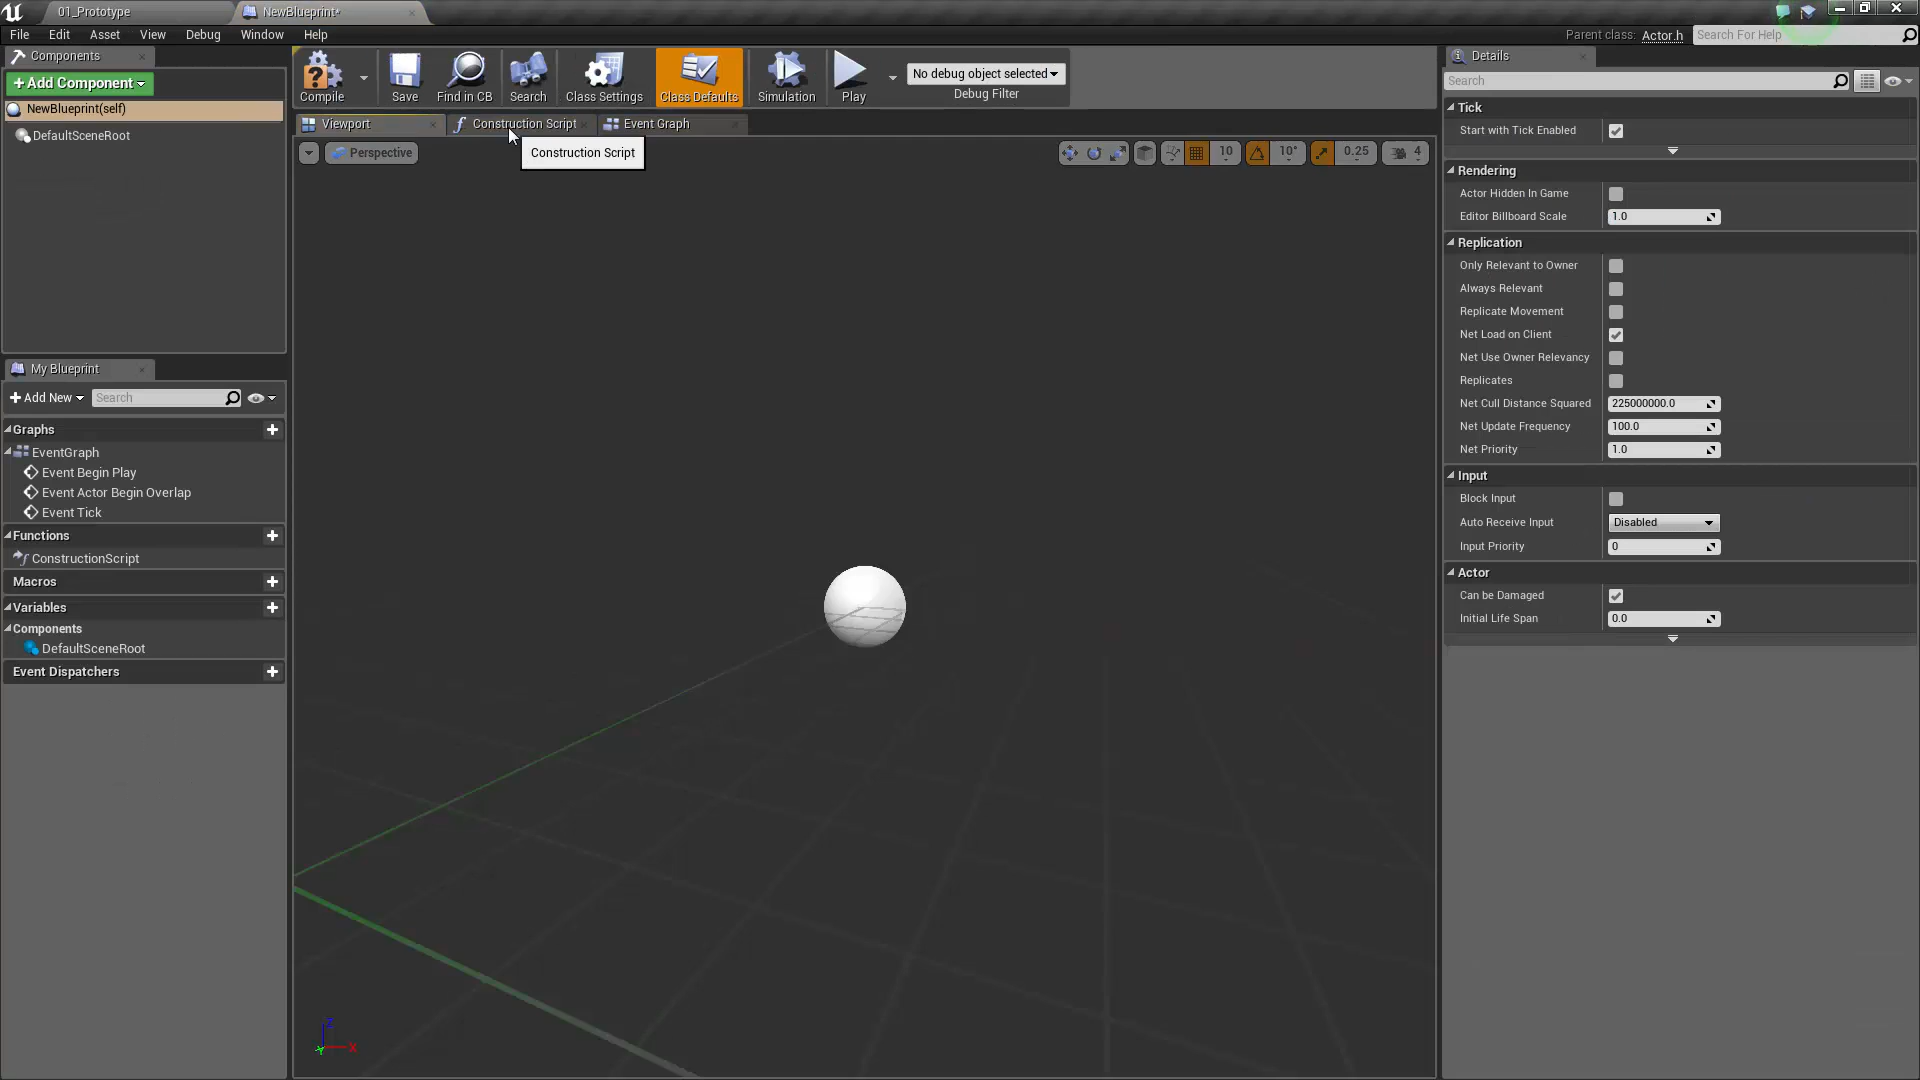 01_Prototype
NewBlueprint*
File Edit Asset View Debug Window Help
Parent class: Actor.h Search For Help
Components
+ Add Component
NewBlueprint(self)
DefaultSceneRoot
Compile Save Find in CB Search Class Settings Class Defaults Simulation Play
No debug object selected
Debug Filter
Viewport Construction Script Event Graph
Construction Script
Perspective
10 10° 0.25 4
Z
X
Y
My Blueprint
+ Add New Search
Graphs
EventGraph
Event Begin Play
Event Actor Begin Overlap
Event Tick
Functions
ConstructionScript
Macros
Variables
Components
DefaultSceneRoot
Event Dispatchers
Details
Search
Tick
Start with Tick Enabled
Rendering
Actor Hidden In Game
Editor Billboard Scale 1.0
Replication
Only Relevant to Owner
Always Relevant
Replicate Movement
Net Load on Client
Net Use Owner Relevancy
Replicates
Net Cull Distance Squared 225000000.0
Net Update Frequency 100.0
Net Priority 1.0
Input
Block Input
Auto Receive Input Disabled
Input Priority 0
Actor
Can be Damaged
Initial Life Span 0.0